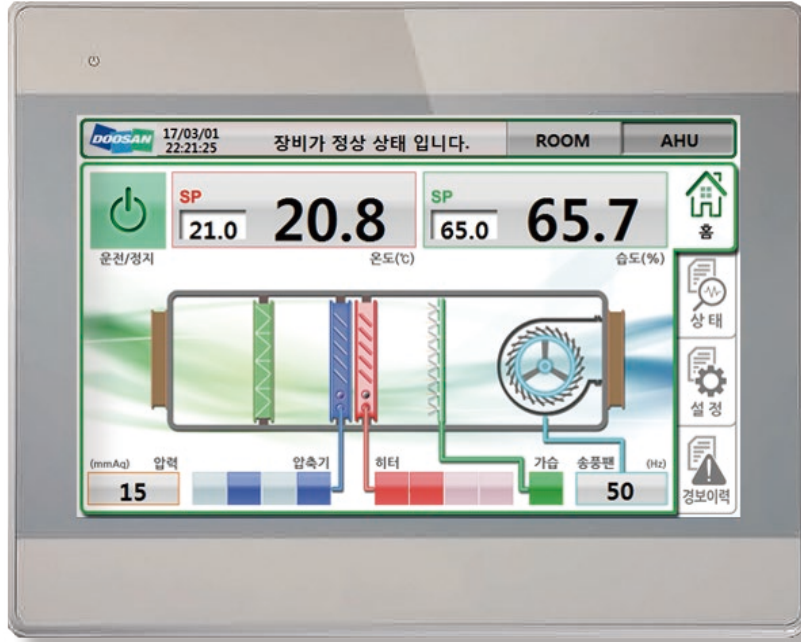 DOOSAN
17/03/01
22:21:25
장비가 정상 상태 입니다.
ROOM
AHU
운전/정지
SP
21.0
20.8
온도(℃)
SP
65.0
65.7
습도(%)
홈
상태
설정
경보이력
(mmAq) 압력
15
압축기
히터
가습
송풍팬 (Hz)
50